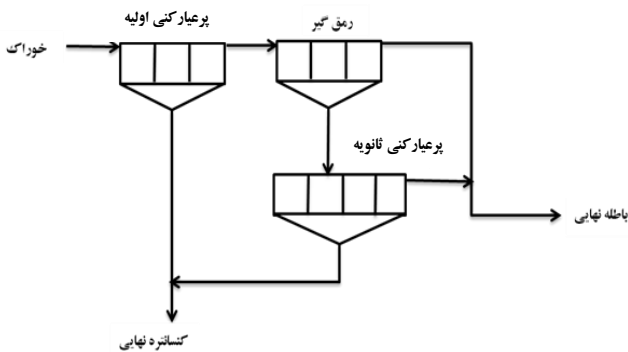 پرعیارکنی اولیه
رمق گیر
خوراک
پرعیارکنی ثانویه
باطله نهایی
کنسانتره نهایی